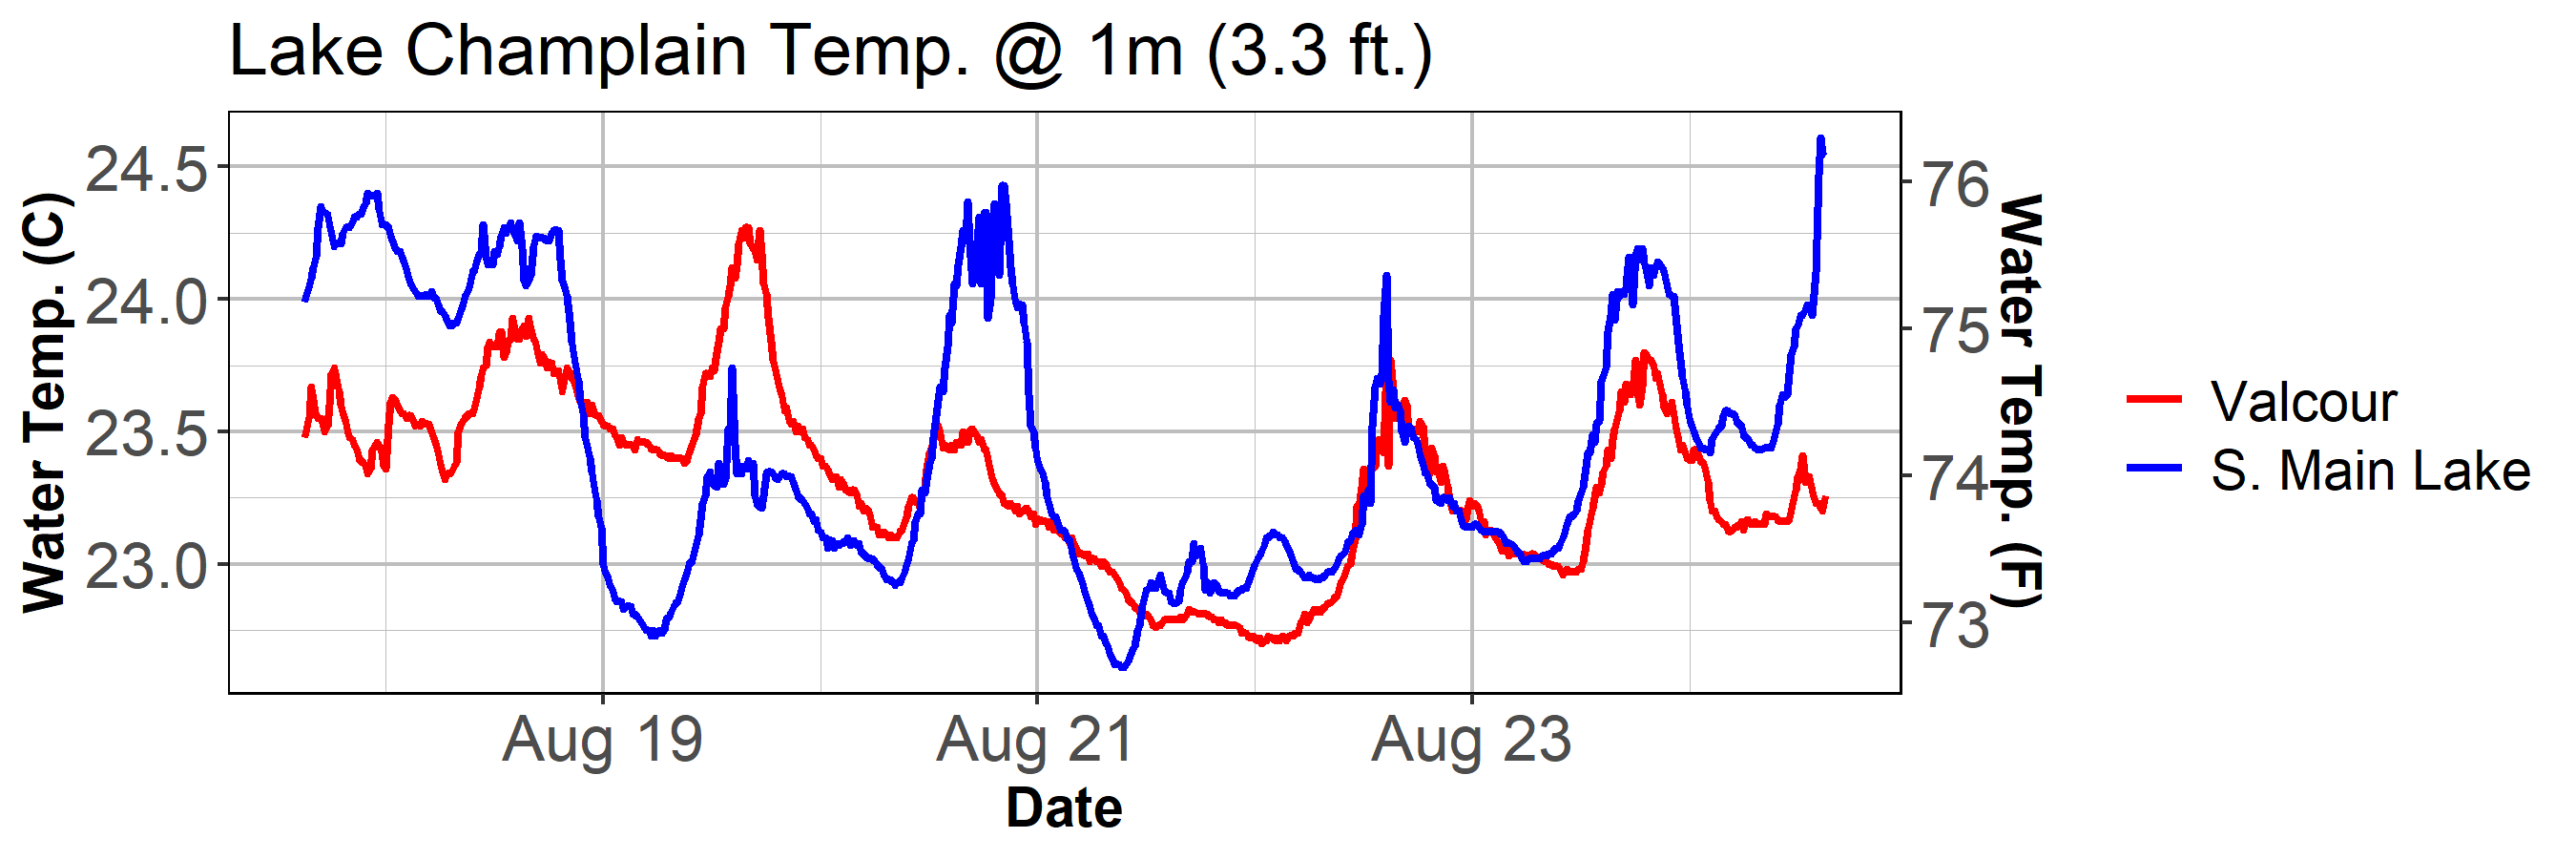 Lake Champlain Temp. @ 1m (3.3 ft.)
Water Temp. (C)
24.5
24.0
23.5
23.0
76
75
74
73
Water Temp. (F)
Valcour
S. Main Lake
Aug 19
Aug 21
Aug 23
Date